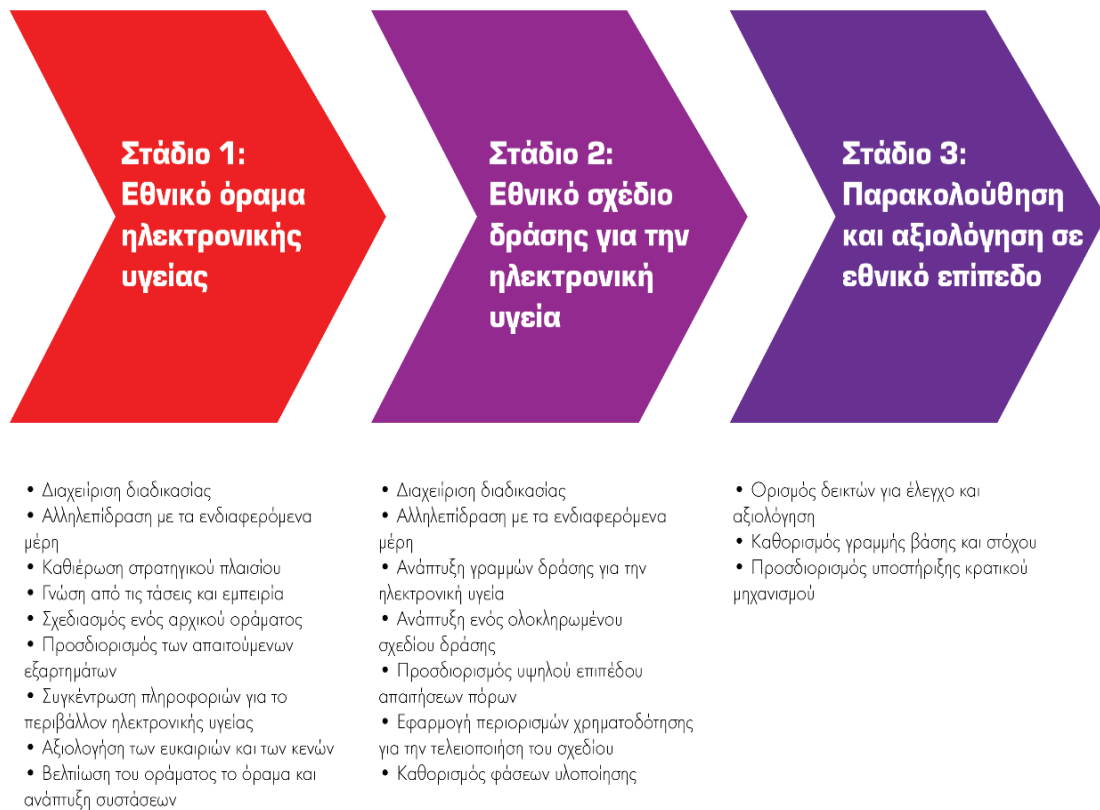 Στάδιο 1:
Εθνικό όραμα
ηλεκτρονικής
υγείας
Στάδιο 2:
Εθνικό σχέδιο
δράσης για την
ηλεκτρονική
υγεία
Στάδιο 3:
Παρακολούθηση
και αξιολόγηση σε
εθνικό επίπεδο
• Διαχείίριση διαδικασίας
• Αλληλεπίδραση με τα ενδιαφερόμενα
μέρη
• Καθιέρωση στρατηγικού πλαισίου
• Γνώση από τις τάσεις και εμπειρία
• Σχεδιασμός ενός αρχικού οράματος
• Προσδιορισμός των απαιτούμενων
εξαρτημάτων
• Συγκέντρωση πληροφοριών για το
περιβάλλον ηλεκτρονικής υγείας
• Αξιολογήση των ευκαιριών και των κενών
• Βελτίιωση του οράματος το όραμα και
ανάπτυξη συστάσεων
• Διαχείίριση διαδικασίας
• Αλληλεπίδραση με τα ενδιαφερόμενα
μέρη
• Ανάπτυξη γραμμών δράσης για την
ηλεκτρονική υγεία
• Ανάπτυξη ενός ολοκληρωμένου
σχεδίου δράσης
• Προσδιορισμός υψηλού επιπέδου
απαιτήσεων πόρων
• Εφαρμογή περιορισμών χρηματοδότησης
για την τελειοποιήση του σχεδίου
• Καθορισμός φάσεων υλοποίησης
• Ορισμός δεικτών για έλεγχο και
αξιολόγηση
• Καθορισμός γραμμής βάσης και στόχου
• Προσδιορισμός υποστήριξης κρατικού
μηχανισμού